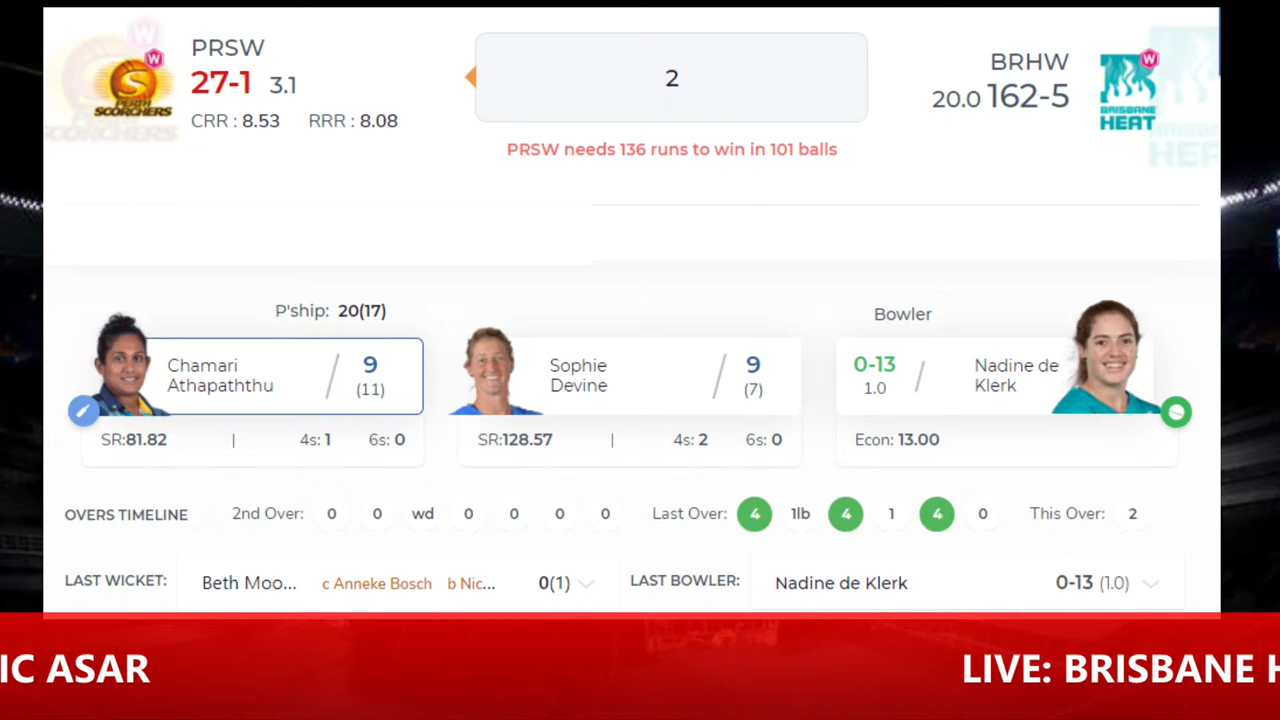 PRSW
27-1 3.1
CRR : 8.53 RRR : 8.08
W
PERTH
SCORCHERS
2
PRSW needs 136 runs to win in 101 balls
BRHW
20.0 162-5
W
BRISBANE
HEAT
P'ship: 20(17)
Chamari
Athapaththu
9
(11)
SR:81.82 | 4s: 1 6s: 0
Sophie
Devine
9
(7)
SR:128.57 | 4s: 2 6s: 0
Bowler
0-13
1.0
Nadine de
Klerk
Econ: 13.00
OVERS TIMELINE 2nd Over: 0 0 wd 0 0 0 0 Last Over: 4 1lb 4 1 4 0 This Over: 2
LAST WICKET: Beth Moo... c Anneke Bosch b Nic... 0(1) LAST BOWLER: Nadine de Klerk 0-13 (1.0)
IC ASAR LIVE: BRISBANE H